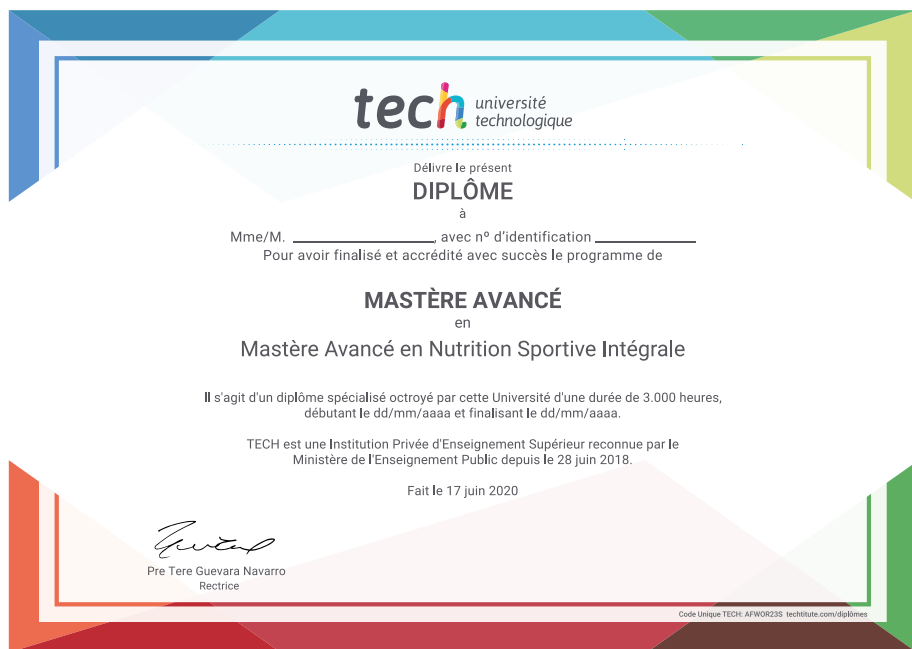 tech université
technologique
Délivre le présent
DIPLÔME
à
Mme/M. ____________, avec nº d'identification ____________
Pour avoir finalisé et accrédité avec succès le programme de
MASTÈRE AVANCÉ
en
Mastère Avancé en Nutrition Sportive Intégrale
Il s'agit d'un diplôme spécialisé octroyé par cette Université d'une durée de 3.000 heures,
débutant le dd/mm/aaaa et finalisant le dd/mm/aaaa.
TECH est une Institution Privée d'Enseignement Supérieur reconnue par le
Ministère de l'Enseignement Public depuis le 28 juin 2018.
Fait le 17 juin 2020
Pre Tere Guevara Navarro
Rectrice
Code Unique TECH: AFWOR23S techtitute.com/diplômes